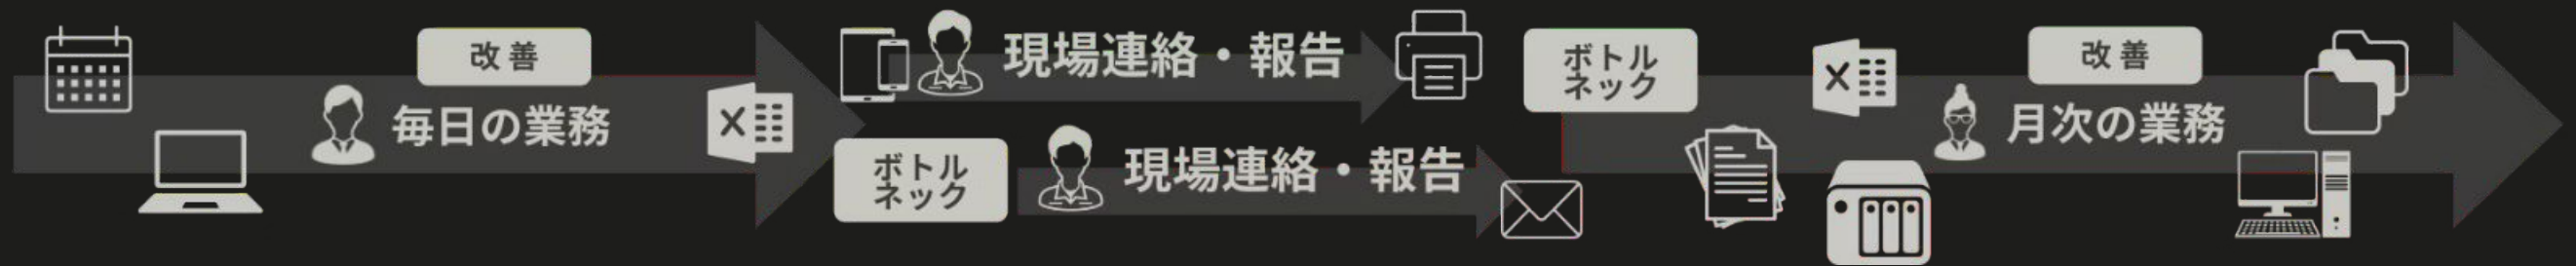 改善
毎日の業務
X
現場連絡・報告
ボトル
ネック
現場連絡・報告
ボトル
ネック
X
改善
月次の業務